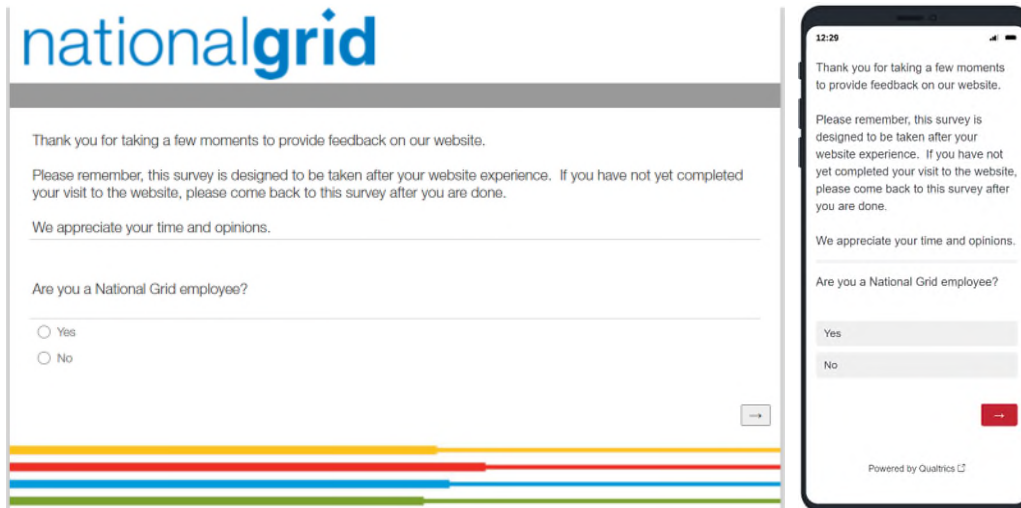 nationalgrid
Thank you for taking a few moments to provide feedback on our website.
Please remember, this survey is designed to be taken after your website experience.  If you have not yet completed
your visit to the website, please come back to this survey after you are done.
We appreciate your time and opinions.
Are you a National Grid employee?
Yes
No
→
12:29
Thank you for taking a few moments
to provide feedback on our website.
Please remember, this survey is
designed to be taken after your
website experience.  If you have not
yet completed your visit to the website,
please come back to this survey after
you are done.
We appreciate your time and opinions.
Are you a National Grid employee?
Yes
No
→
Powered by Qualtrics